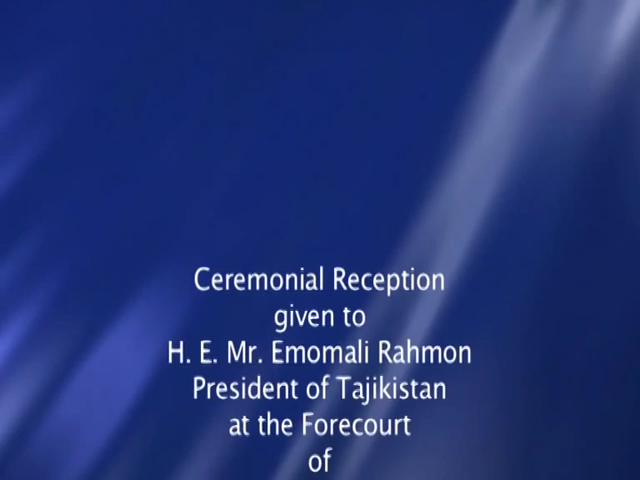 Ceremonial Reception
given to
H. E. Mr. Emomali Rahmon
President of Tajikistan
at the Forecourt
of